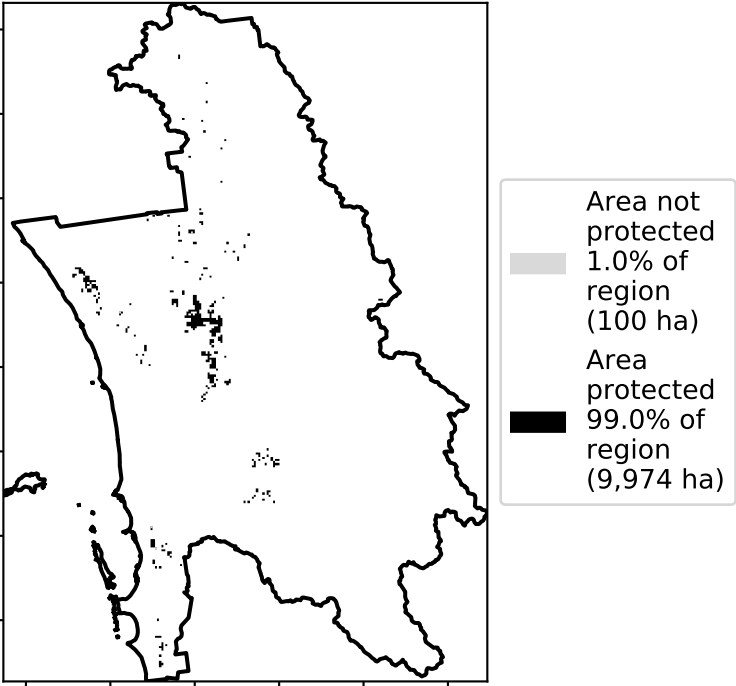 Area not
protected
1.0% of
region
(100 ha)
Area
protected
99.0% of
region
(9,974 ha)